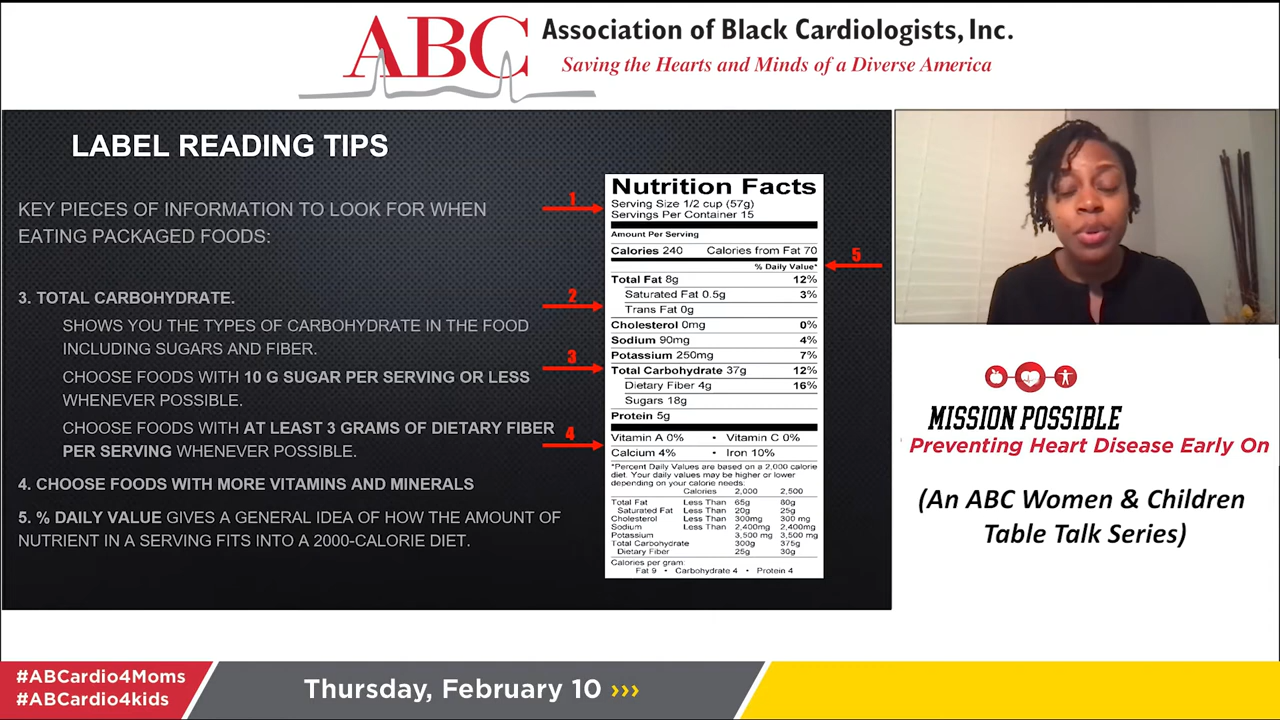 ABC Association of Black Cardiologists, Inc.
Saving the Hearts and Minds of a Diverse America
LABEL READING TIPS
KEY PIECES OF INFORMATION TO LOOK FOR WHEN
EATING PACKAGED FOODS:
3. TOTAL CARBOHYDRATE.
SHOWS YOU THE TYPES OF CARBOHYDRATE IN THE FOOD
INCLUDING SUGARS AND FIBER.
CHOOSE FOODS WITH 10 G SUGAR PER SERVING OR LESS
WHENEVER POSSIBLE.
CHOOSE FOODS WITH AT LEAST 3 GRAMS OF DIETARY FIBER
PER SERVING WHENEVER POSSIBLE.
4. CHOOSE FOODS WITH MORE VITAMINS AND MINERALS
5. % DAILY VALUE GIVES A GENERAL IDEA OF HOW THE AMOUNT OF
NUTRIENT IN A SERVING FITS INTO A 2000-CALORIE DIET.
1
2
3
4
5
Nutrition Facts
Serving Size 1/2 cup (57g)
Servings Per Container 15
Amount Per Serving
Calories 240 Calories from Fat 70
% Daily Value*
Total Fat 8g 12%
Saturated Fat 0.5g 3%
Trans Fat 0g
Cholesterol 0mg 0%
Sodium 90mg 4%
Potassium 250mg 7%
Total Carbohydrate 37g 12%
Dietary Fiber 4g 16%
Sugars 18g
Protein 5g
Vitamin A 0% • Vitamin C 0%
Calcium 4% • Iron 10%
*Percent Daily Values are based on a 2,000 calorie
diet. Your daily values may be higher or lower
depending on your calorie needs:
Calories 2,000 2,500
Total Fat Less Than 65g 80g
Saturated Fat Less Than 20g 25g
Cholesterol Less Than 300mg 300 mg
Sodium Less Than 2,400mg 2,400mg
Potassium 3,500 mg 3,500 mg
Total Carbohydrate 300g 375g
Dietary Fiber 25g 30g
Calories per gram:
Fat 9 • Carbohydrate 4 • Protein 4
MISSION POSSIBLE
Preventing Heart Disease Early On
(An ABC Women & Children
Table Talk Series)
#ABCardio4Moms
#ABCardio4kids
Thursday, February 10 >>>